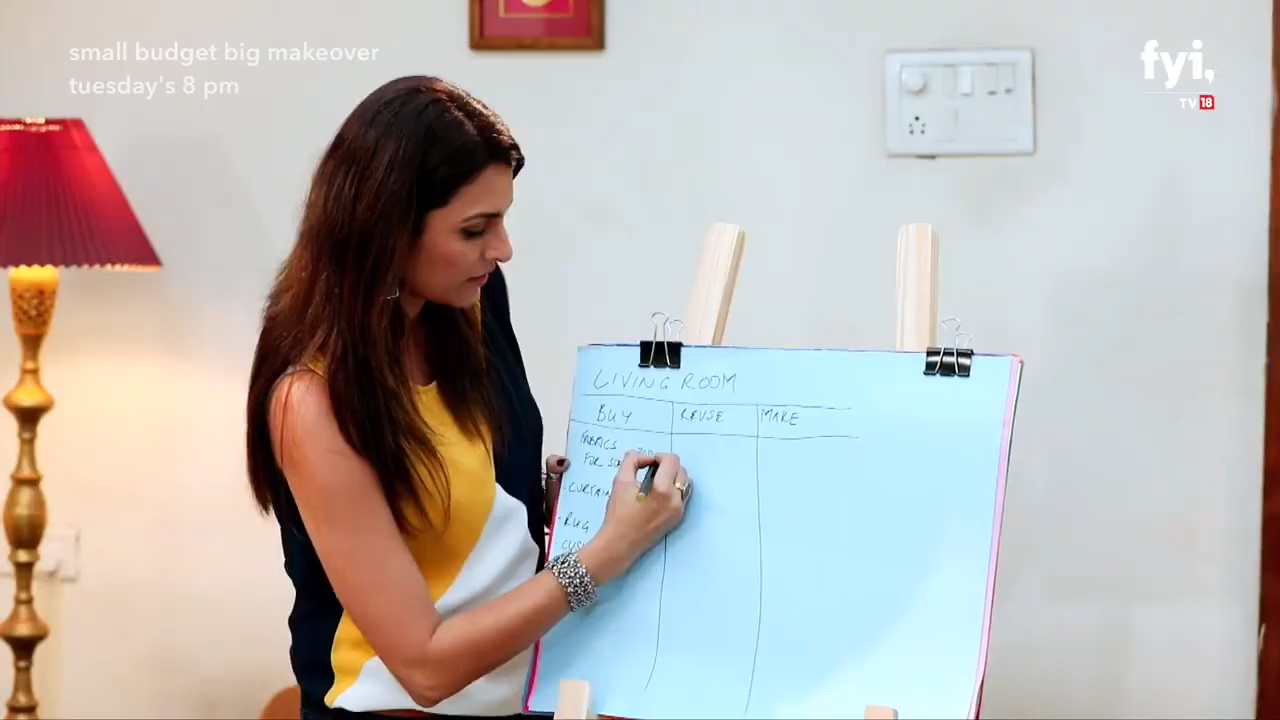 small budget big makeover
tuesday's 8 pm
fyi,
TV18
LIVING ROOM
BUY REUSE MAKE
FABRICS
FOR
RUG